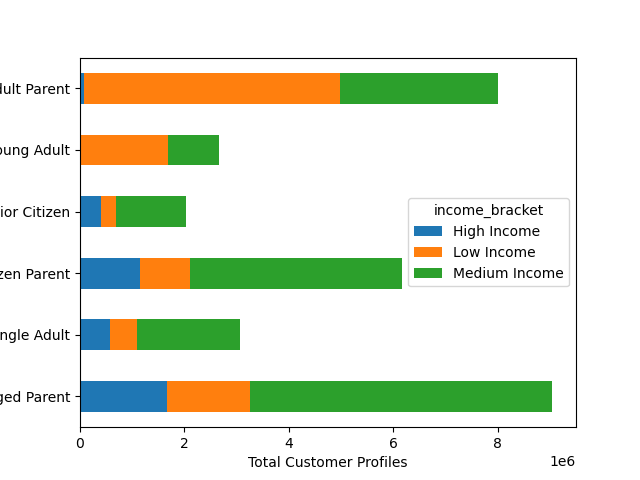 dult Parent
oung Adult
ior Citizen
zen Parent
ngle Adult
ged Parent
income_bracket
High Income
Low Income
Medium Income
0 2 4 6 8
1e6
Total Customer Profiles